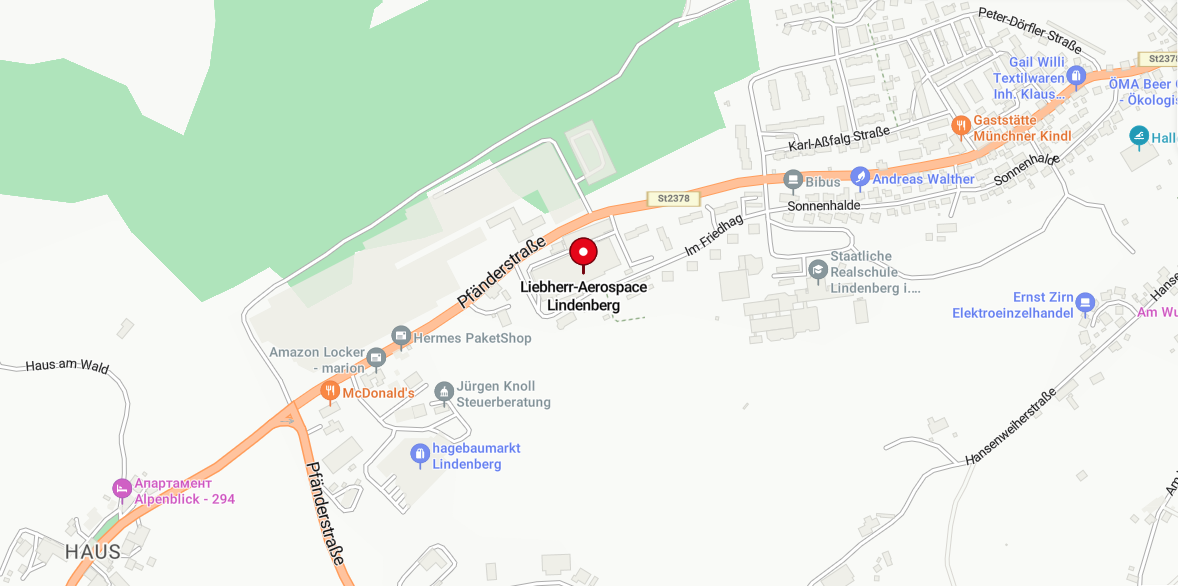 Peter-Dörfler Straße
St2378
Gail Willi
Textilwaren
Inh. Klaus…
ÖMA Beer
- Ökologis
Gaststätte
Münchner Kindl
Karl-Aßfalg Straße
Halle
Sonnenhalde
Bibus
Andreas Walther
St2378
Sonnenhalde
Im Friedhag
Pfänderstraße
Staatliche
Realschule
Lindenberg i.…
Liebherr-Aerospace
Lindenberg
Hanse
Ernst Zirn
Elektroeinzelhandel
Am Wu
Hermes PaketShop
Amazon Locker
- marion
Haus am Wald
McDonald's
Jürgen Knoll
Steuerberatung
Hansenweiherstraße
hagebaumarkt
Lindenberg
Pfänderstraße
Апартамент
Alpenblick - 294
Am
HAUS